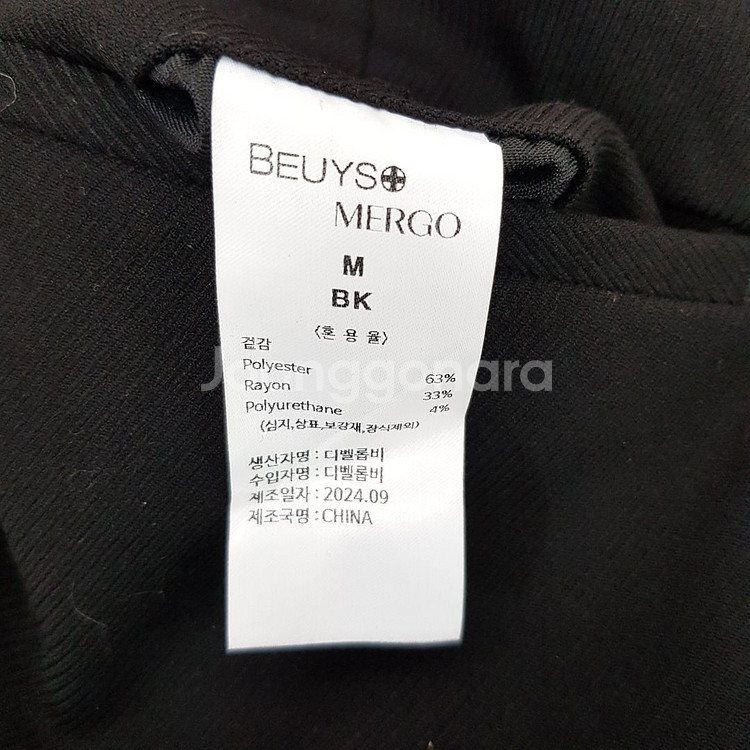 BEUYS
MERGO
M
BK
〈혼 용 율〉
겉감
Polyester 63%
Rayon 33%
Polyurethane 4%
(심지,상표,보강재,장식제외)
생산자명 : 디벨롭비
수입자명 : 디벨롭비
제조일자 : 2024.09
제조국명 : CHINA
Joonggonara